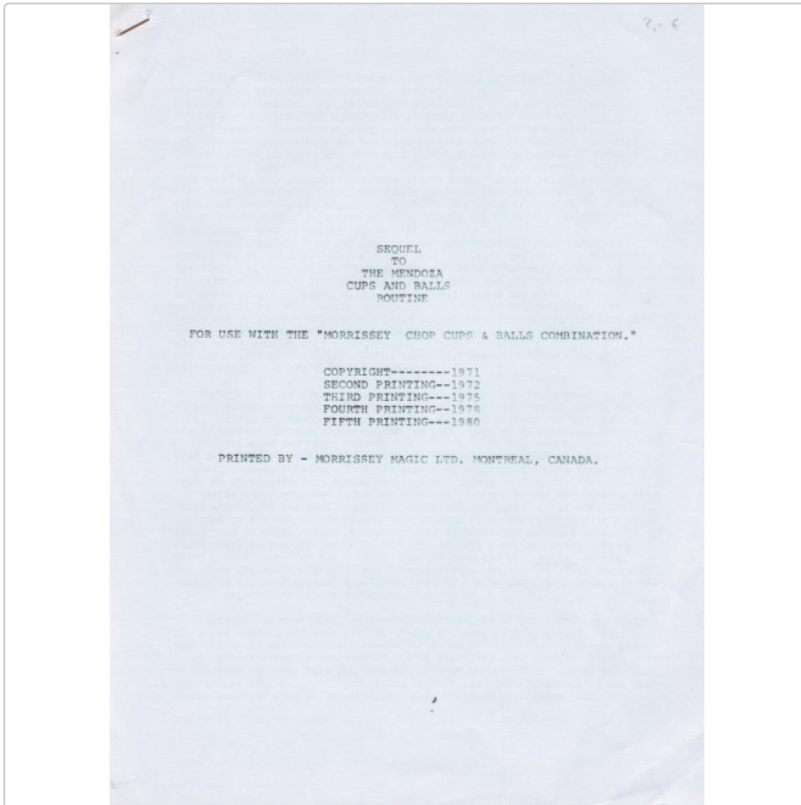 SEQUEL
TO
THE MENDOZA
CUPS AND BALLS
ROUTINE
FOR USE WITH THE "MORRISSEY CHOP CUPS & BALLS COMBINATION."
COPYRIGHT--------1971
SECOND PRINTING--1972
THIRD PRINTING---1975
FOURTH PRINTING--1978
FIFTH PRINTING---1980
PRINTED BY - MORRISSEY MAGIC LTD. MONTREAL, CANADA.